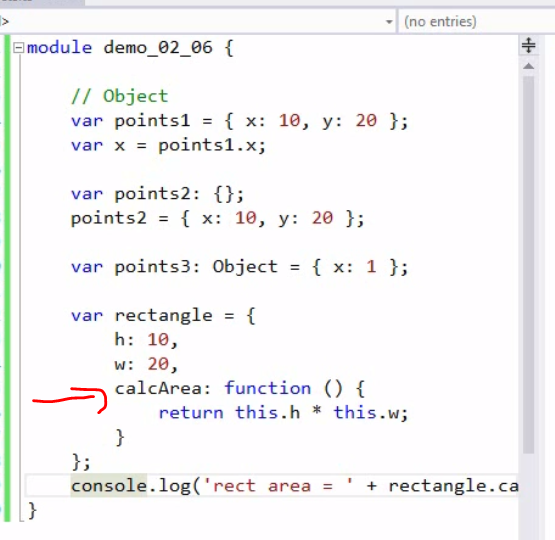 (no entries)
module demo_02_06 {
// Object
var points1 = { x: 10, y: 20 };
var x = points1.x;
var points2: {};
points2 = { x: 10, y: 20 };
var points3: Object = { x: 1 };
var rectangle = {
h: 10,
w: 20,
calcArea: function () {
return this.h * this.w;
}
};
console.log('rect area = ' + rectangle.ca
}